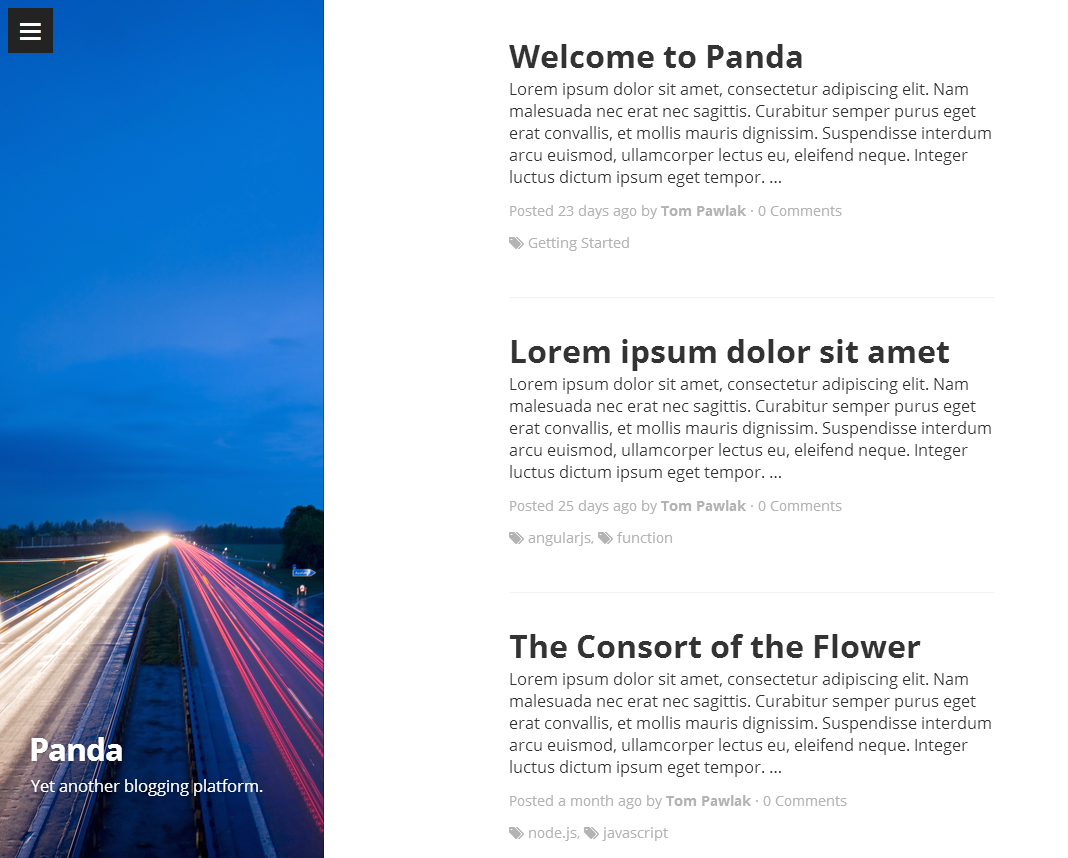 Welcome to Panda
Lorem ipsum dolor sit amet, consectetur adipiscing elit. Nam
malesuada nec erat nec sagittis. Curabitur semper purus eget
erat convallis, et mollis mauris dignissim. Suspendisse interdum
arcu euismod, ullamcorper lectus eu, eleifend neque. Integer
luctus dictum ipsum eget tempor. ...
Posted 23 days ago by Tom Pawlak · 0 Comments
Getting Started
Lorem ipsum dolor sit amet
Lorem ipsum dolor sit amet, consectetur adipiscing elit. Nam
malesuada nec erat nec sagittis. Curabitur semper purus eget
erat convallis, et mollis mauris dignissim. Suspendisse interdum
arcu euismod, ullamcorper lectus eu, eleifend neque. Integer
luctus dictum ipsum eget tempor. ...
Posted 25 days ago by Tom Pawlak · 0 Comments
angularjs, function
The Consort of the Flower
Lorem ipsum dolor sit amet, consectetur adipiscing elit. Nam
malesuada nec erat nec sagittis. Curabitur semper purus eget
erat convallis, et mollis mauris dignissim. Suspendisse interdum
arcu euismod, ullamcorper lectus eu, eleifend neque. Integer
luctus dictum ipsum eget tempor. ...
Posted a month ago by Tom Pawlak · 0 Comments
node.js, javascript
Panda
Yet another blogging platform.